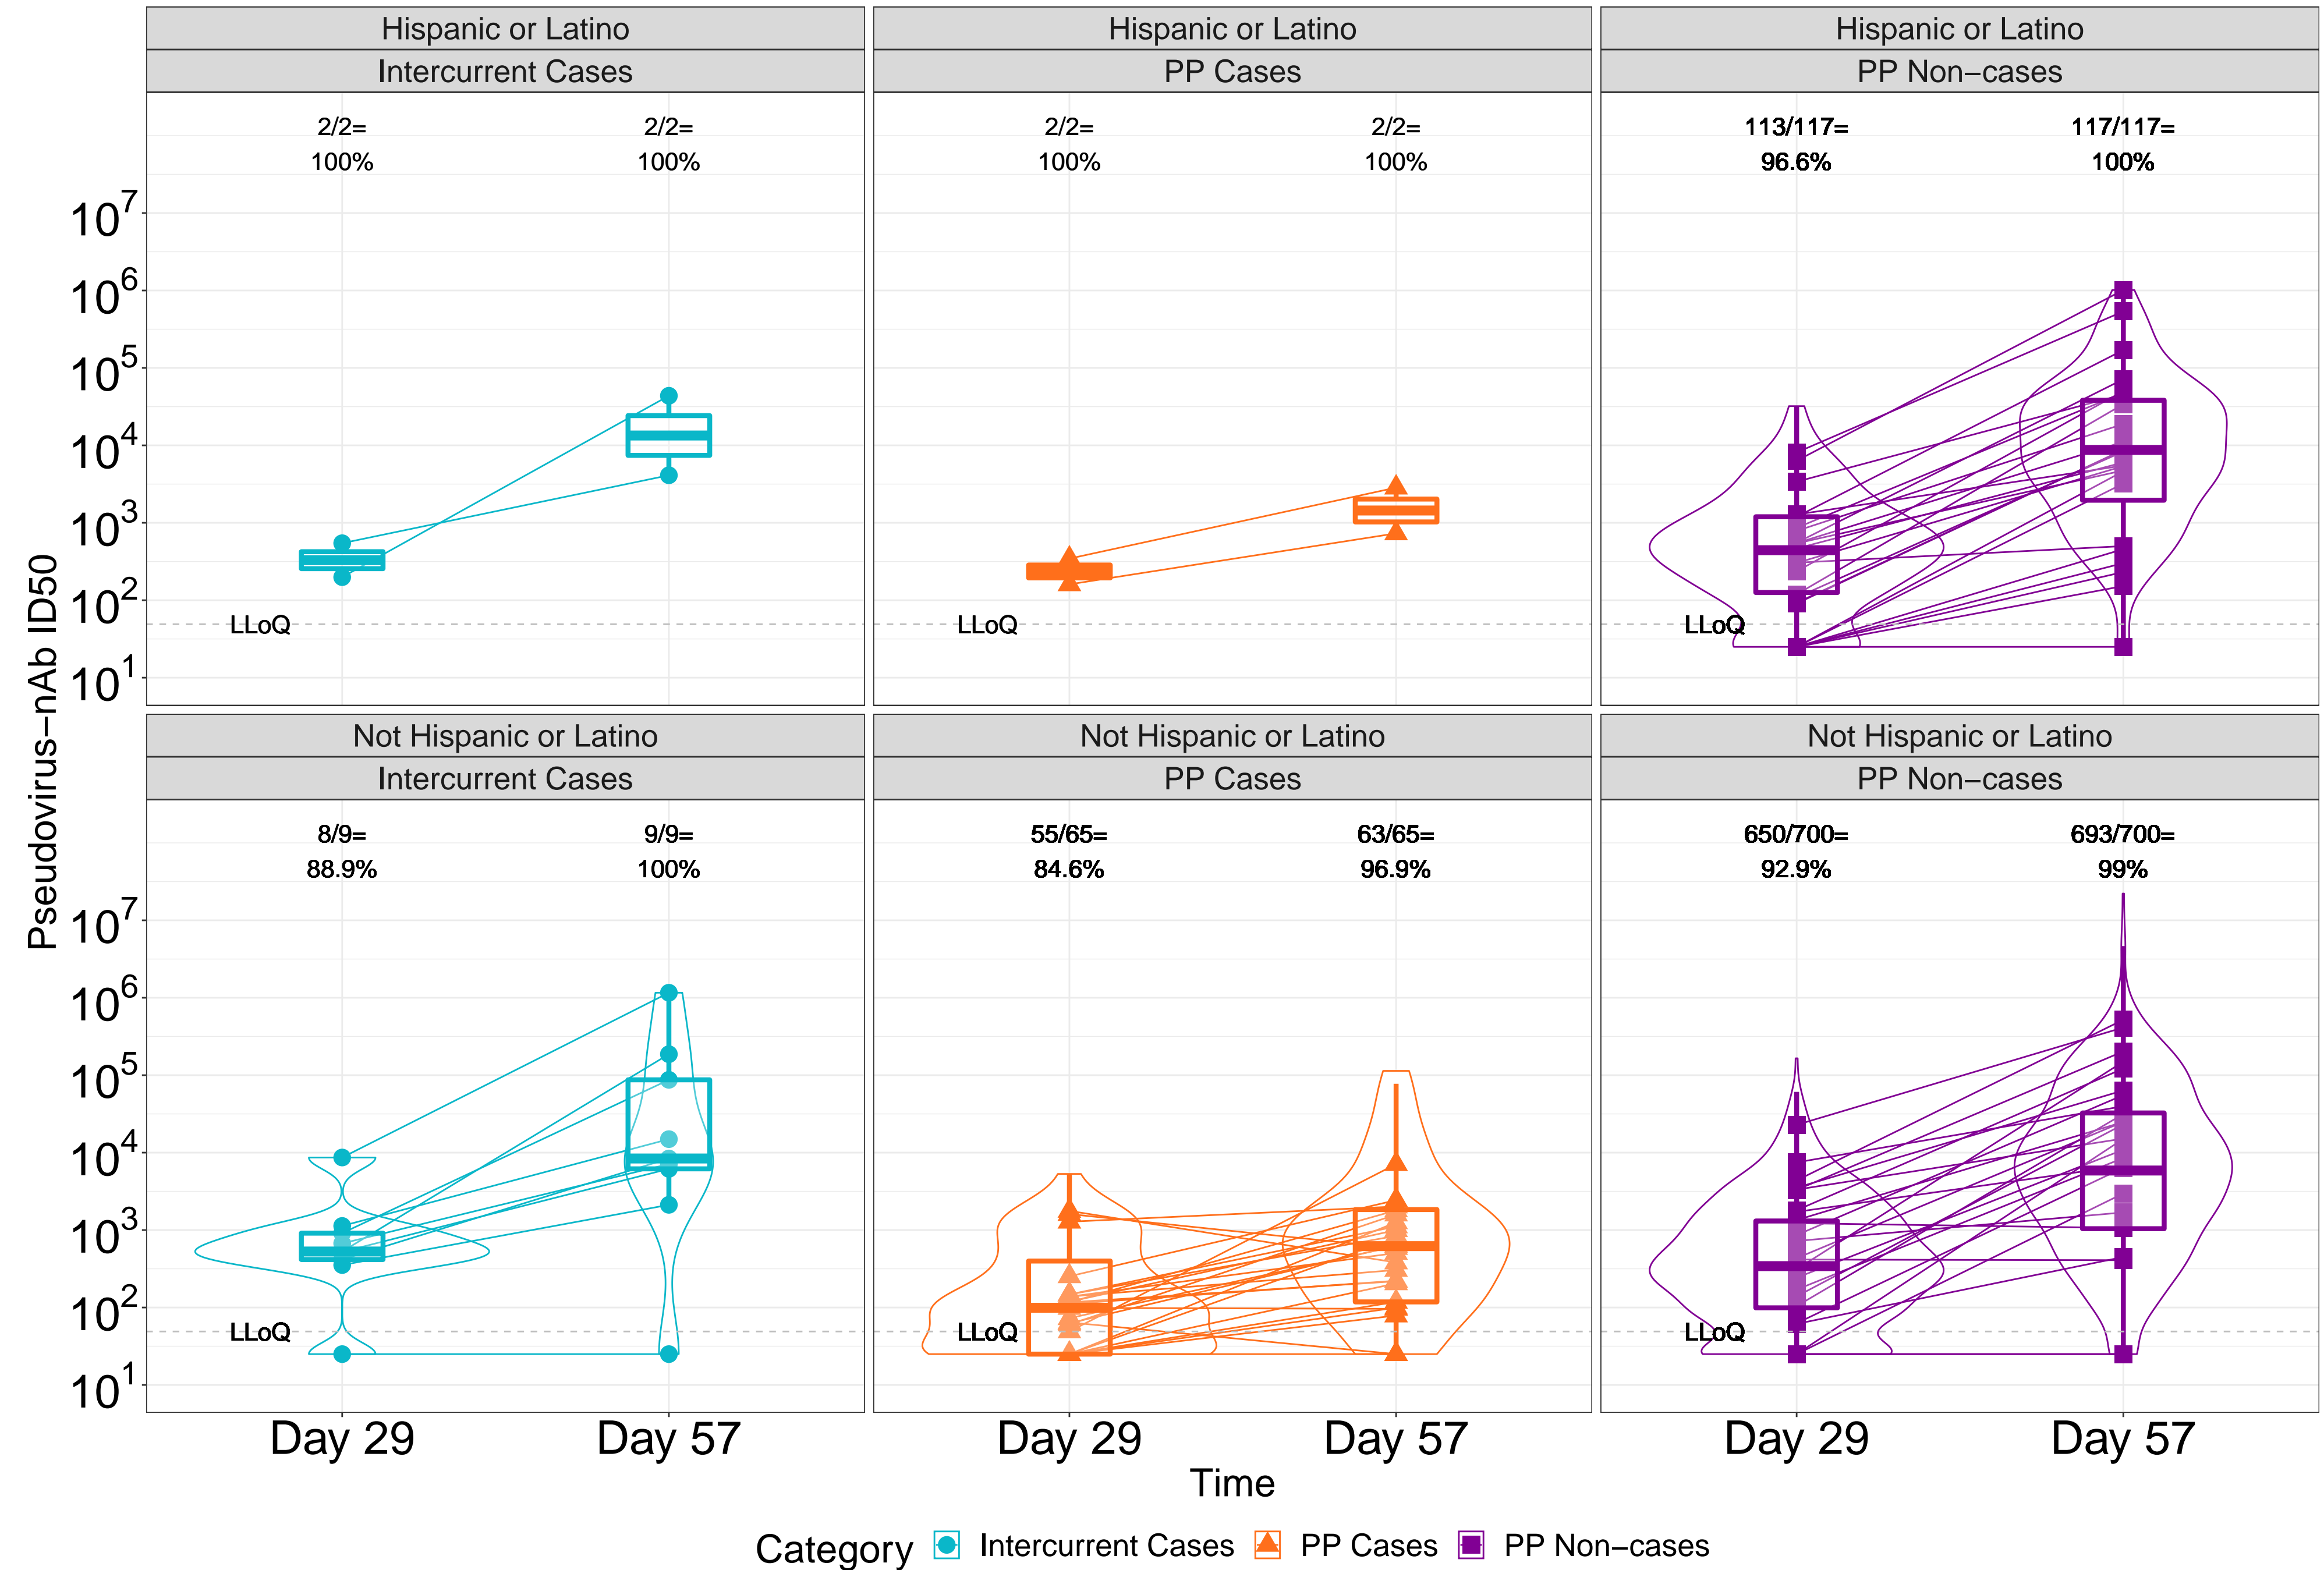 Hispanic or Latino
Hispanic or Latino
Hispanic or Latino
Intercurrent Cases
PP Cases
PP Non−cases
2/2=
100%
2/2=
100%
2/2=
100%
2/2=
100%
113/117=
96.6%
117/117=
100%
10^7
10^6
10^5
10^4
10^3
10^2
10^1
LLoQ
LLoQ
LLoQ
Pseudovirus−nAb ID50
Not Hispanic or Latino
Not Hispanic or Latino
Not Hispanic or Latino
Intercurrent Cases
PP Cases
PP Non−cases
8/9=
88.9%
9/9=
100%
55/65=
84.6%
63/65=
96.9%
650/700=
92.9%
693/700=
99%
10^7
10^6
10^5
10^4
10^3
10^2
10^1
LLoQ
LLoQ
LLoQ
Day 29
Day 57
Day 29
Day 57
Day 29
Day 57
Time
Category Intercurrent Cases PP Cases PP Non−cases